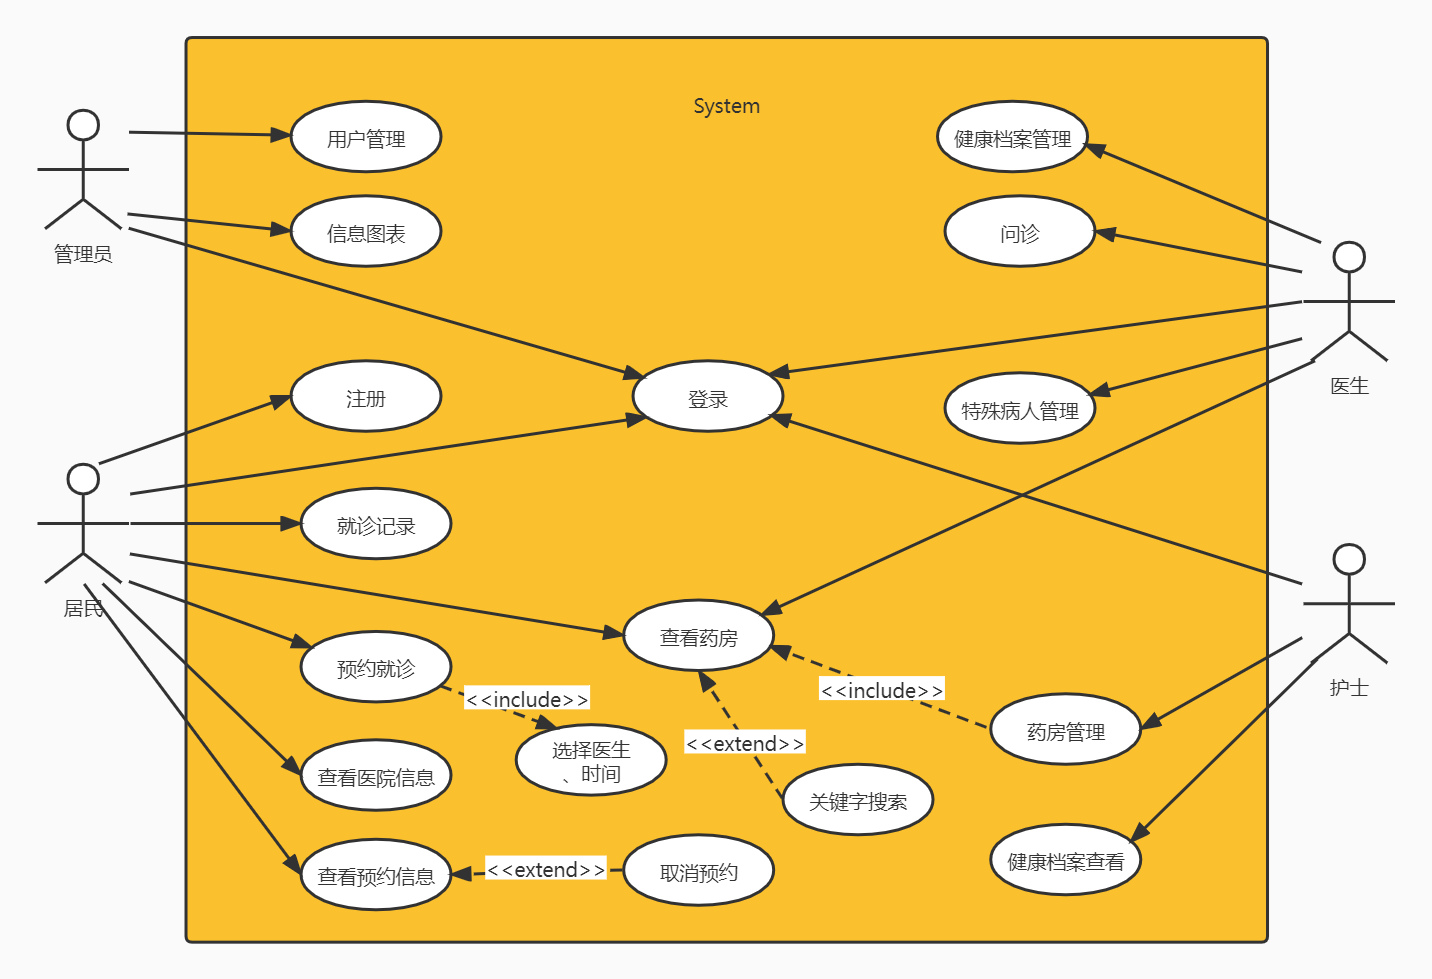 System
用户管理
健康档案管理
信息图表
问诊
管理员
医生
注册
登录
特殊病人管理
就诊记录
居民
查看药房
预约就诊
护士
<<include>>
<<include>>
药房管理
<<extend>>
选择医生
、时间
查看医院信息
关键字搜索
健康档案查看
查看预约信息
<<extend>>
取消预约